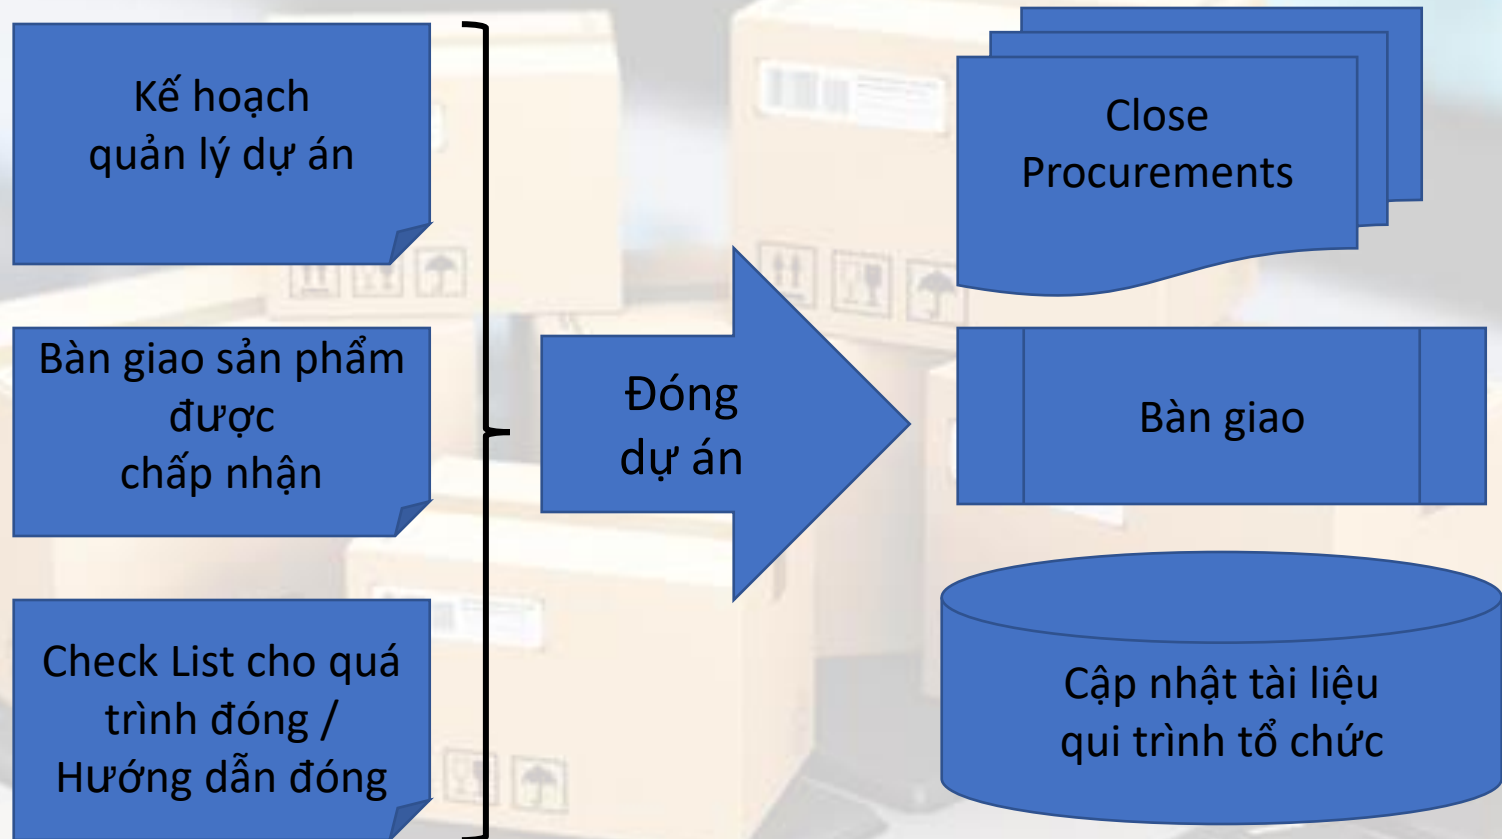 Kế hoạch
quản lý dự án
Bàn giao sản phẩm
được
chấp nhận
Check List cho quá
trình đóng /
Hướng dẫn đóng
Đóng
dự án
Close
Procurements
Bàn giao
Cập nhật tài liệu
qui trình tổ chức